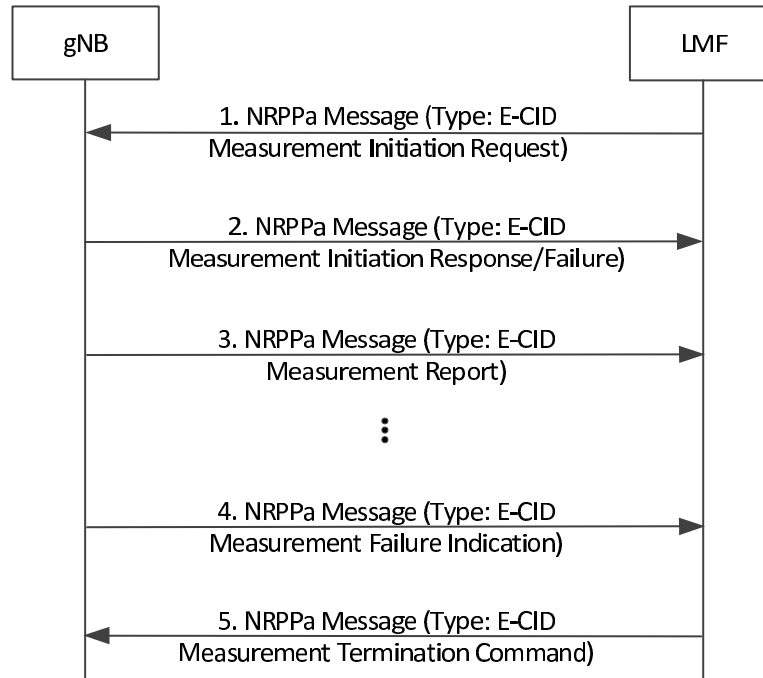 gNB
LMF
1. NRPPa Message (Type: E-CID
Measurement Initiation Request)
2. NRPPa Message (Type: E-CID
Measurement Initiation Response/Failure)
3. NRPPa Message (Type: E-CID
Measurement Report)
4. NRPPa Message (Type: E-CID
Measurement Failure Indication)
5. NRPPa Message (Type: E-CID
Measurement Termination Command)